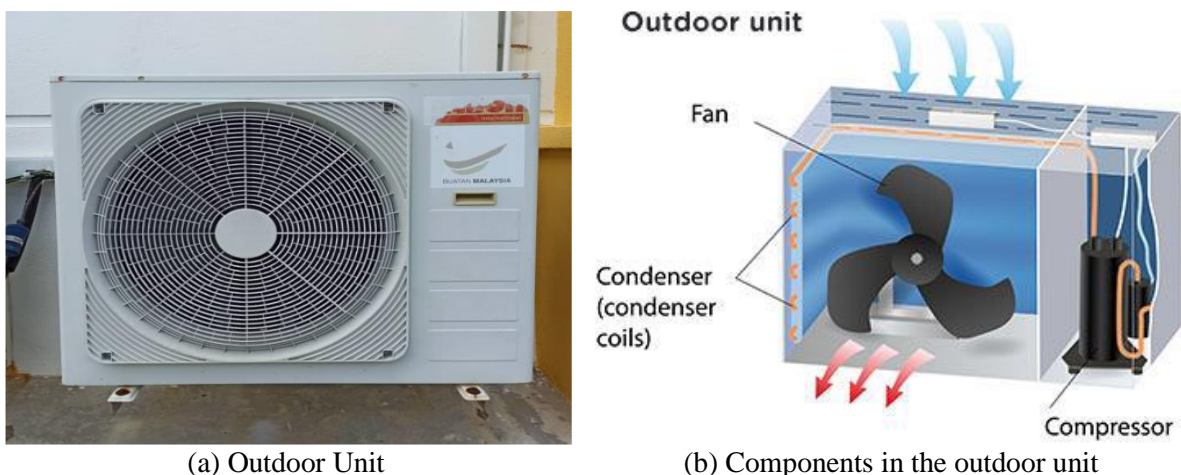 BUATAN MALAYSIA
(a) Outdoor Unit
Outdoor unit
Fan
Condenser
(condenser
coils)
Compressor
(b) Components in the outdoor unit